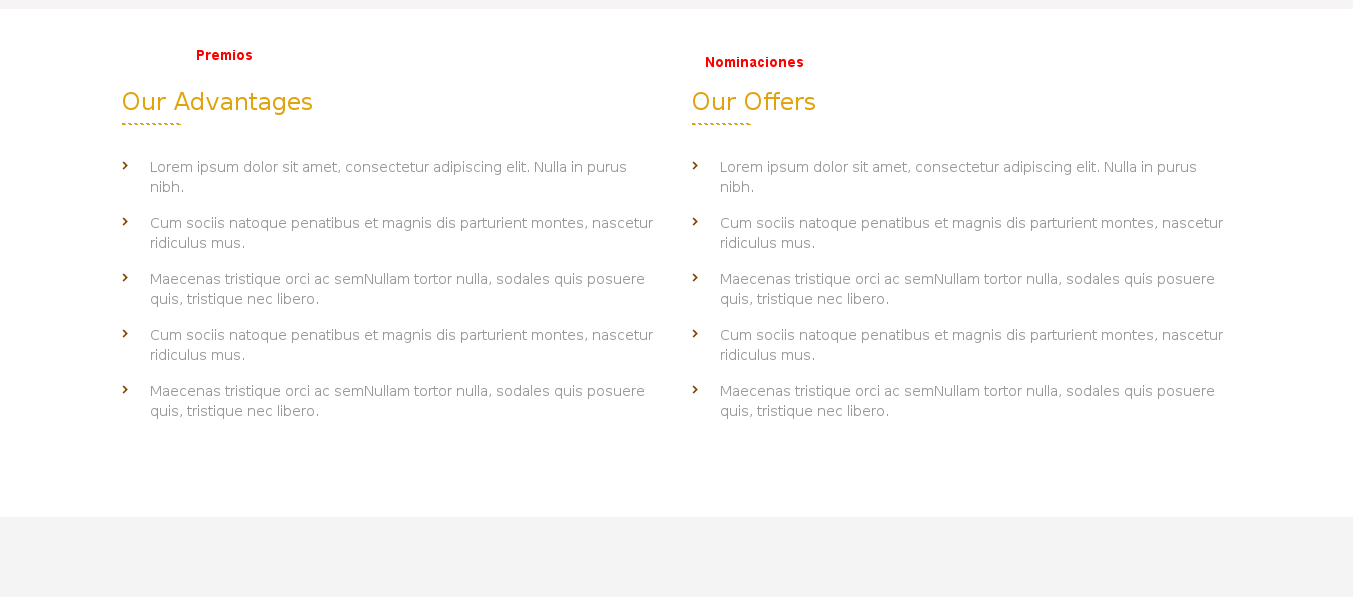 Premios
Our Advantages
Lorem ipsum dolor sit amet, consectetur adipiscing elit. Nulla in purus
nibh.
Cum sociis natoque penatibus et magnis dis parturient montes, nascetur
ridiculus mus.
Maecenas tristique orci ac semNullam tortor nulla, sodales quis posuere
quis, tristique nec libero.
Cum sociis natoque penatibus et magnis dis parturient montes, nascetur
ridiculus mus.
Maecenas tristique orci ac semNullam tortor nulla, sodales quis posuere
quis, tristique nec libero.
Nominaciones
Our Offers
Lorem ipsum dolor sit amet, consectetur adipiscing elit. Nulla in purus
nibh.
Cum sociis natoque penatibus et magnis dis parturient montes, nascetur
ridiculus mus.
Maecenas tristique orci ac semNullam tortor nulla, sodales quis posuere
quis, tristique nec libero.
Cum sociis natoque penatibus et magnis dis parturient montes, nascetur
ridiculus mus.
Maecenas tristique orci ac semNullam tortor nulla, sodales quis posuere
quis, tristique nec libero.